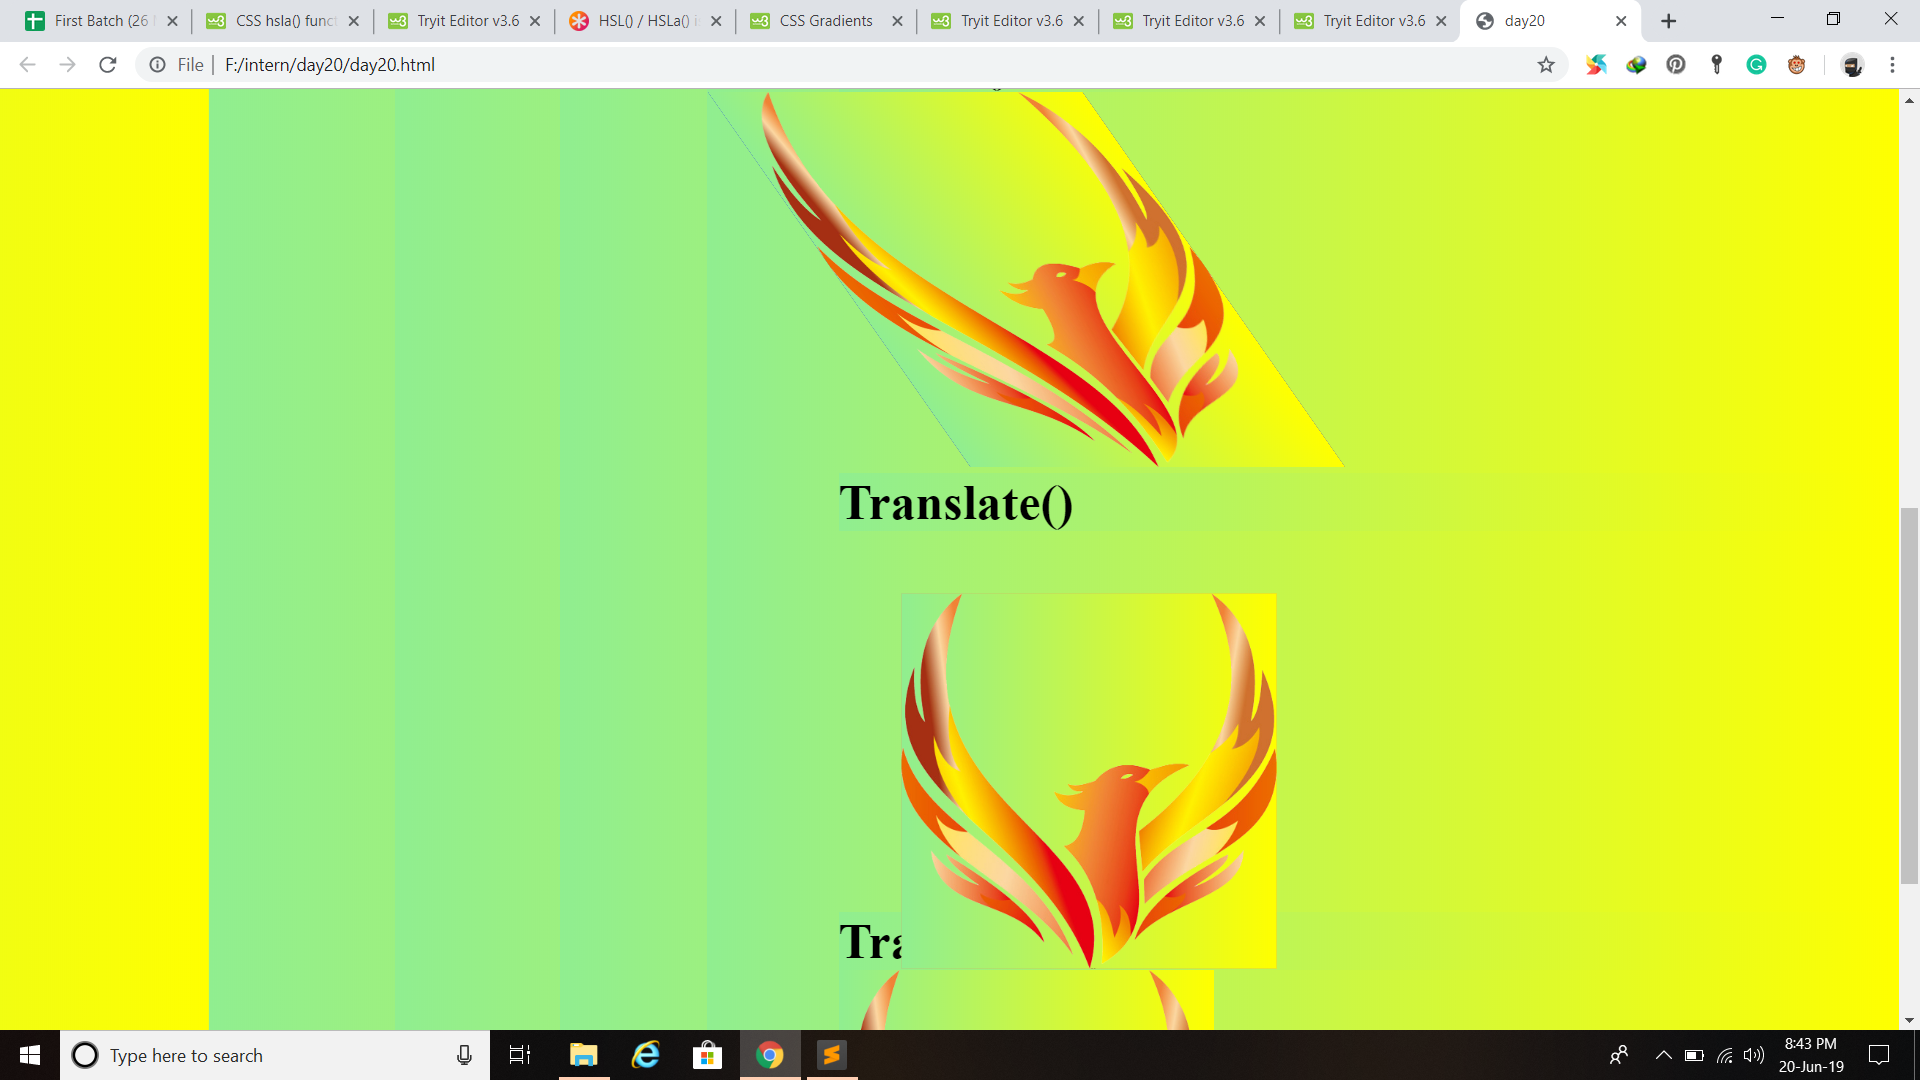 First Batch (26
CSS hsla() funct
Tryit Editor v3.6
HSL() / HSLa() i
CSS Gradients
Tryit Editor v3.6
Tryit Editor v3.6
Tryit Editor v3.6
day20
File
F:/intern/day20/day20.html
Translate()
Tra
Type here to search
8:43 PM
20-Jun-19